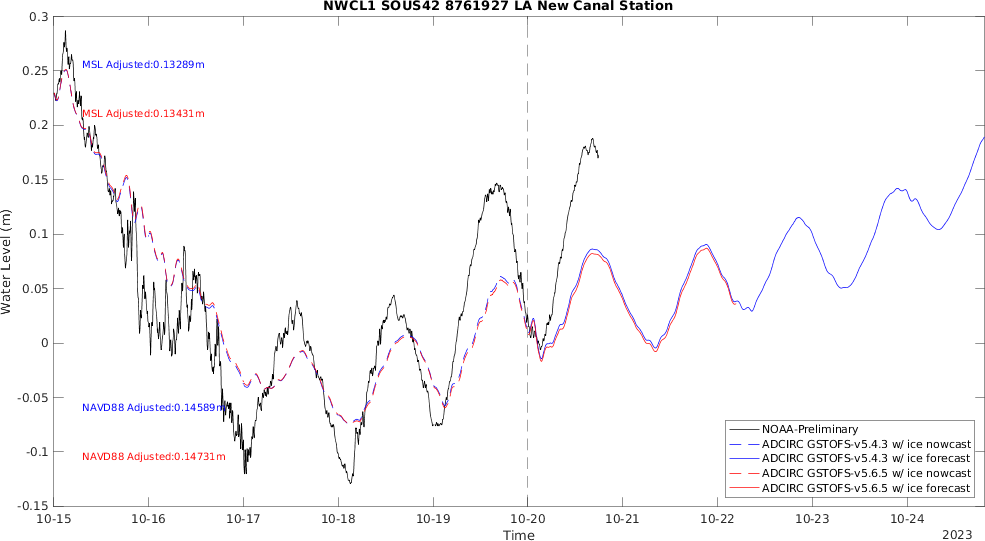 NWCL1 SOUS42 8761927 LA New Canal Station
0.3
0.25
0.2
0.15
0.1
0.05
0
-0.05
-0.1
-0.15
Water Level (m)
MSL Adjusted:0.13289m
MSL Adjusted:0.13431m
NAVD88 Adjusted:0.14589m
NAVD88 Adjusted:0.14731m
NOAA-Preliminary
ADCIRC GSTOFS-v5.4.3 w/ ice nowcast
ADCIRC GSTOFS-v5.4.3 w/ ice forecast
ADCIRC GSTOFS-v5.6.5 w/ ice nowcast
ADCIRC GSTOFS-v5.6.5 w/ ice forecast
10-15 10-16 10-17 10-18 10-19 10-20 10-21 10-22 10-23 10-24
Time
2023